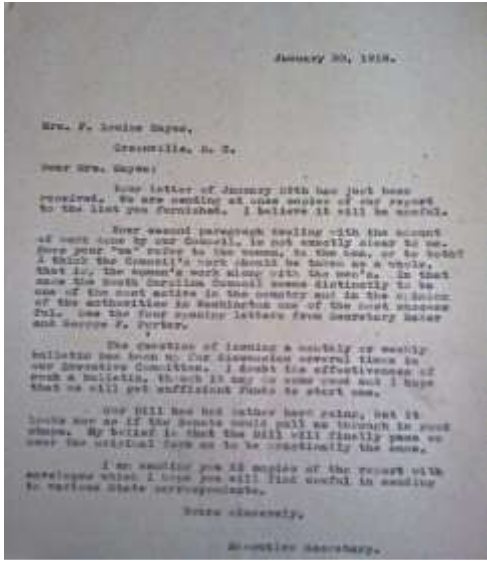 January 30, 1918.
Mrs. F. Louise Mayes,
Greenville, S. C.
Dear Mrs. Mayes:
Your letter of January 28th has just been
received. We are sending at once copies of our report
to the list you furnished. I believe it will be useful.
Your second paragraph dealing with the amount
of work done by our Council, is not exactly clear to me.
Does your "we" refer to the women, to the men, or to both?
I think the Council's work should be taken as a whole,
that is, the women's work along with the men's. In that
case the South Carolina Council seems distinctly to be
one of the most active in the country and in the opinion
of the authorities in Washington one of the most success
ful. See the four opening letters from Secretary Baker
and George F. Porter.
The question of issuing a monthly or weekly
bulletin has been up for discussion several times in
our Executive Committee. I doubt the effectiveness of
such a bulletin, though it may do some good and I hope
that we will get sufficient funds to start one.
Our Bill has had rather hard going, but it
looks now as if the Senate would pull us through in good
shape. My belief is that the Bill will finally pass so
near the original form as to be practically the same.
I am sending you copies of the report with
envelopes which I hope you will find useful in sending
to various State correspondents.
Yours sincerely,
Executive Secretary.